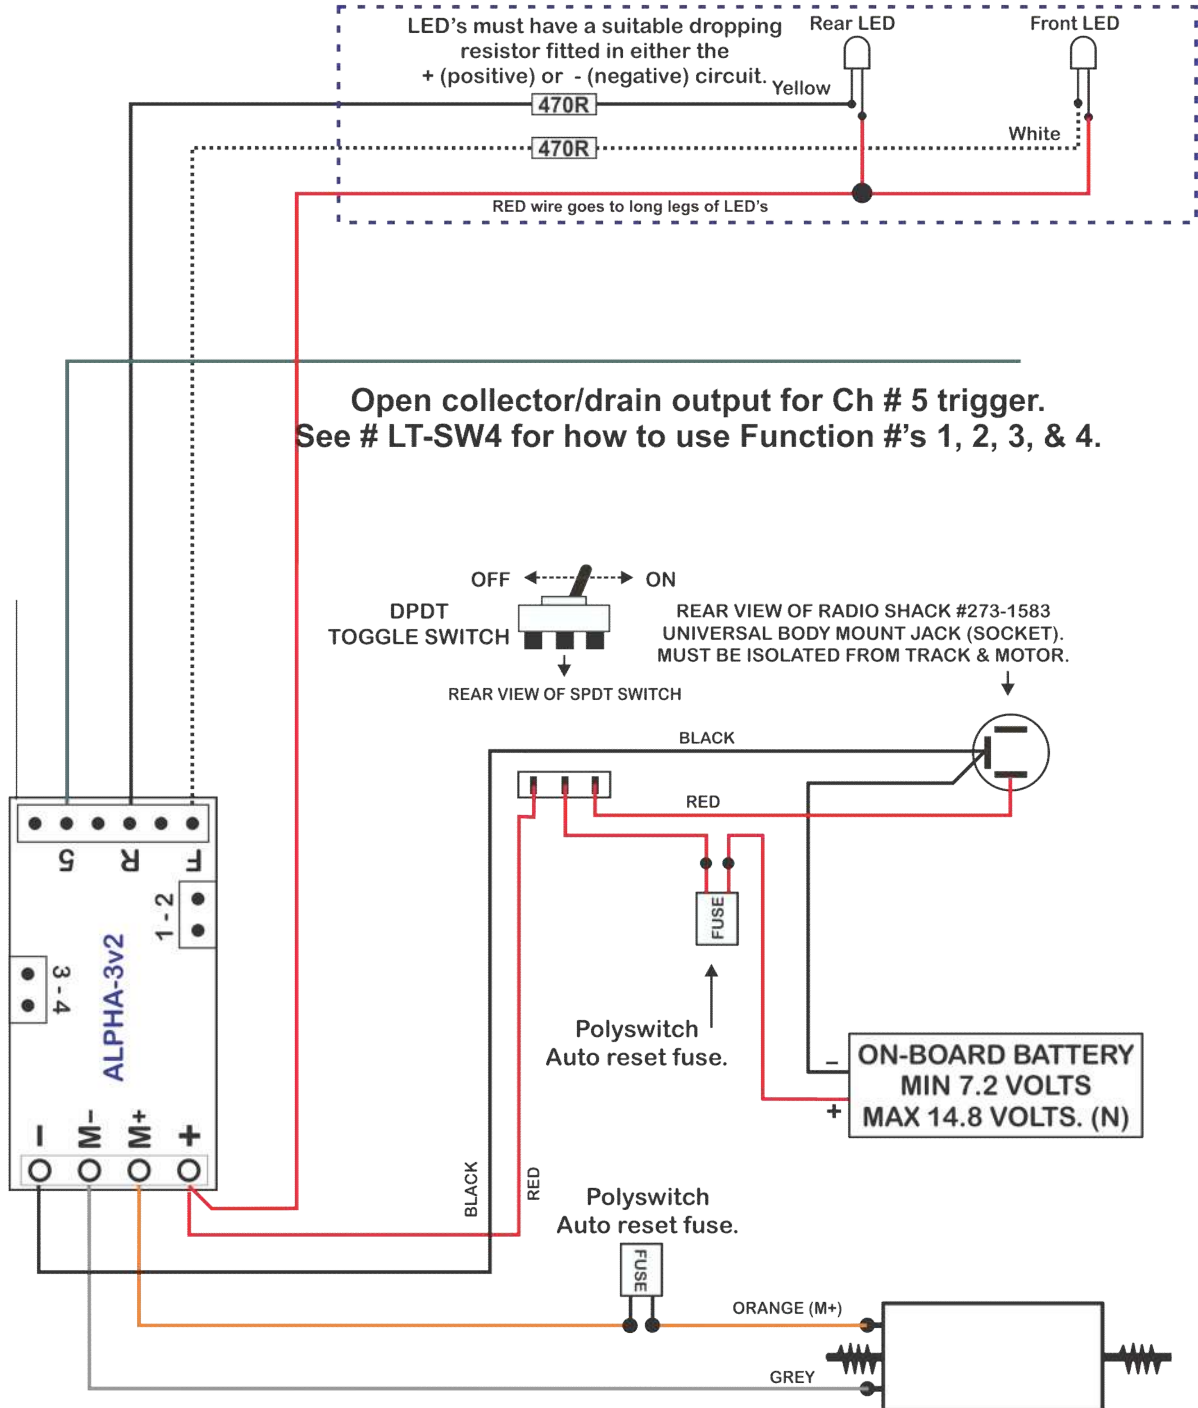 LED's must have a suitable dropping
resistor fitted in either the
+ (positive) or - (negative) circuit.
Rear LED
Front LED
Yellow
470R
White
470R
RED wire goes to long legs of LED's
Open collector/drain output for Ch # 5 trigger.
See # LT-SW4 for how to use Function #'s 1, 2, 3, & 4.
OFF
ON
DPDT
TOGGLE SWITCH
REAR VIEW OF SPDT SWITCH
REAR VIEW OF RADIO SHACK #273-1583
UNIVERSAL BODY MOUNT JACK (SOCKET).
MUST BE ISOLATED FROM TRACK & MOTOR.
BLACK
RED
5
R
F
1 - 2
3 - 4
ALPHA-3v2
FUSE
Polyswitch
Auto reset fuse.
–
+
ON-BOARD BATTERY
MIN 7.2 VOLTS
MAX 14.8 VOLTS. (N)
–
M–
M+
+
BLACK
RED
Polyswitch
Auto reset fuse.
FUSE
ORANGE (M+)
GREY